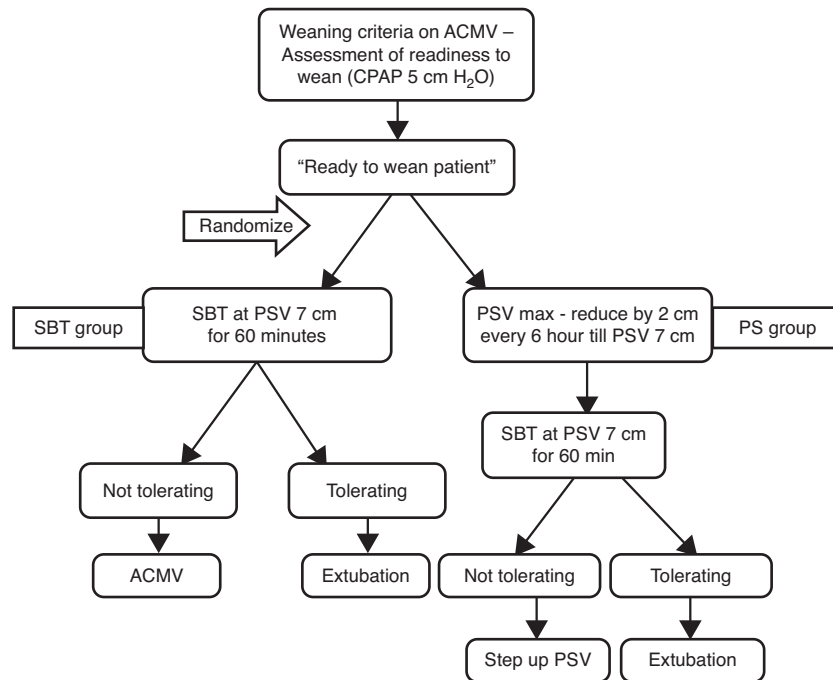 Weaning criteria on ACMV –
Assessment of readiness to
wean (CPAP 5 cm H₂O)
“Ready to wean patient”
Randomize
SBT group
SBT at PSV 7 cm
for 60 minutes
PSV max - reduce by 2 cm
every 6 hour till PSV 7 cm
PS group
SBT at PSV 7 cm
for 60 min
Not tolerating
Tolerating
ACMV
Extubation
Not tolerating
Tolerating
Step up PSV
Extubation